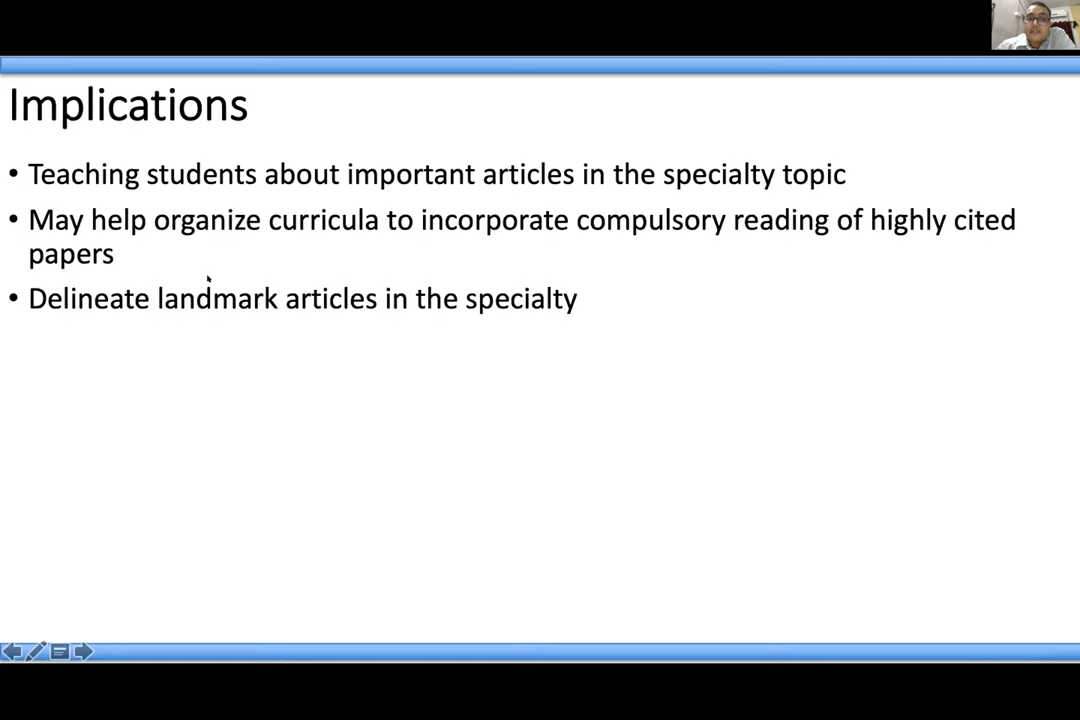 Implications
• Teaching students about important articles in the specialty topic
• May help organize curricula to incorporate compulsory reading of highly cited
papers
• Delineate landmark articles in the specialty